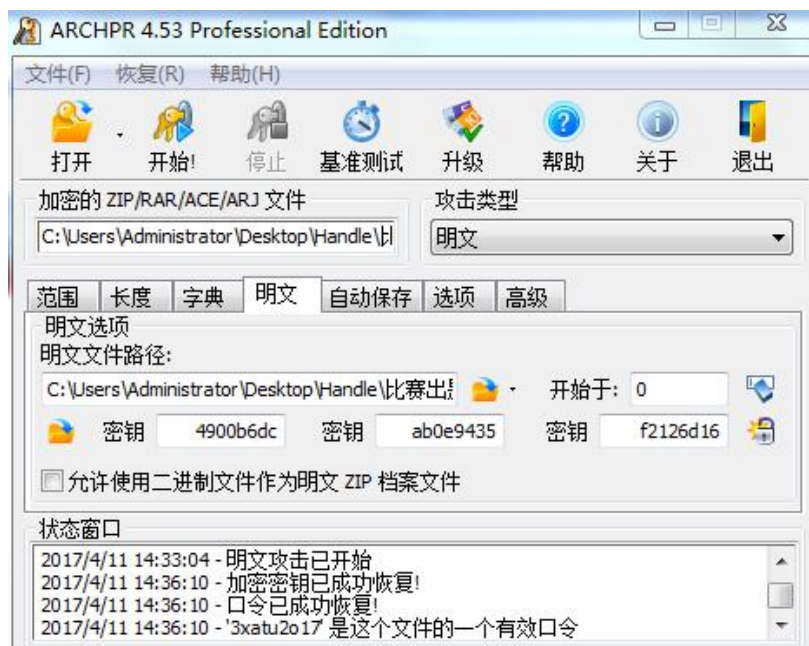 ARCHPR 4.53 Professional Edition
文件(F) 恢复(R) 帮助(H)
打开 开始! 停止 基准测试 升级 帮助 关于 退出
加密的 ZIP/RAR/ACE/ARJ 文件 攻击类型
C:\Users\Administrator\Desktop\Handle\比 明文
范围 长度 字典 明文 自动保存 选项 高级
明文选项
明文文件路径:
C:\Users\Administrator\Desktop\Handle\比赛出 开始于: 0
密钥 4900b6dc 密钥 ab0e9435 密钥 f2126d16
允许使用二进制文件作为明文 ZIP 档案文件
状态窗口
2017/4/11 14:33:04 - 明文攻击已开始
2017/4/11 14:36:10 - 加密密钥已成功恢复!
2017/4/11 14:36:10 - 口令已成功恢复!
2017/4/11 14:36:10 - '3xatu2o17' 是这个文件的一个有效口令